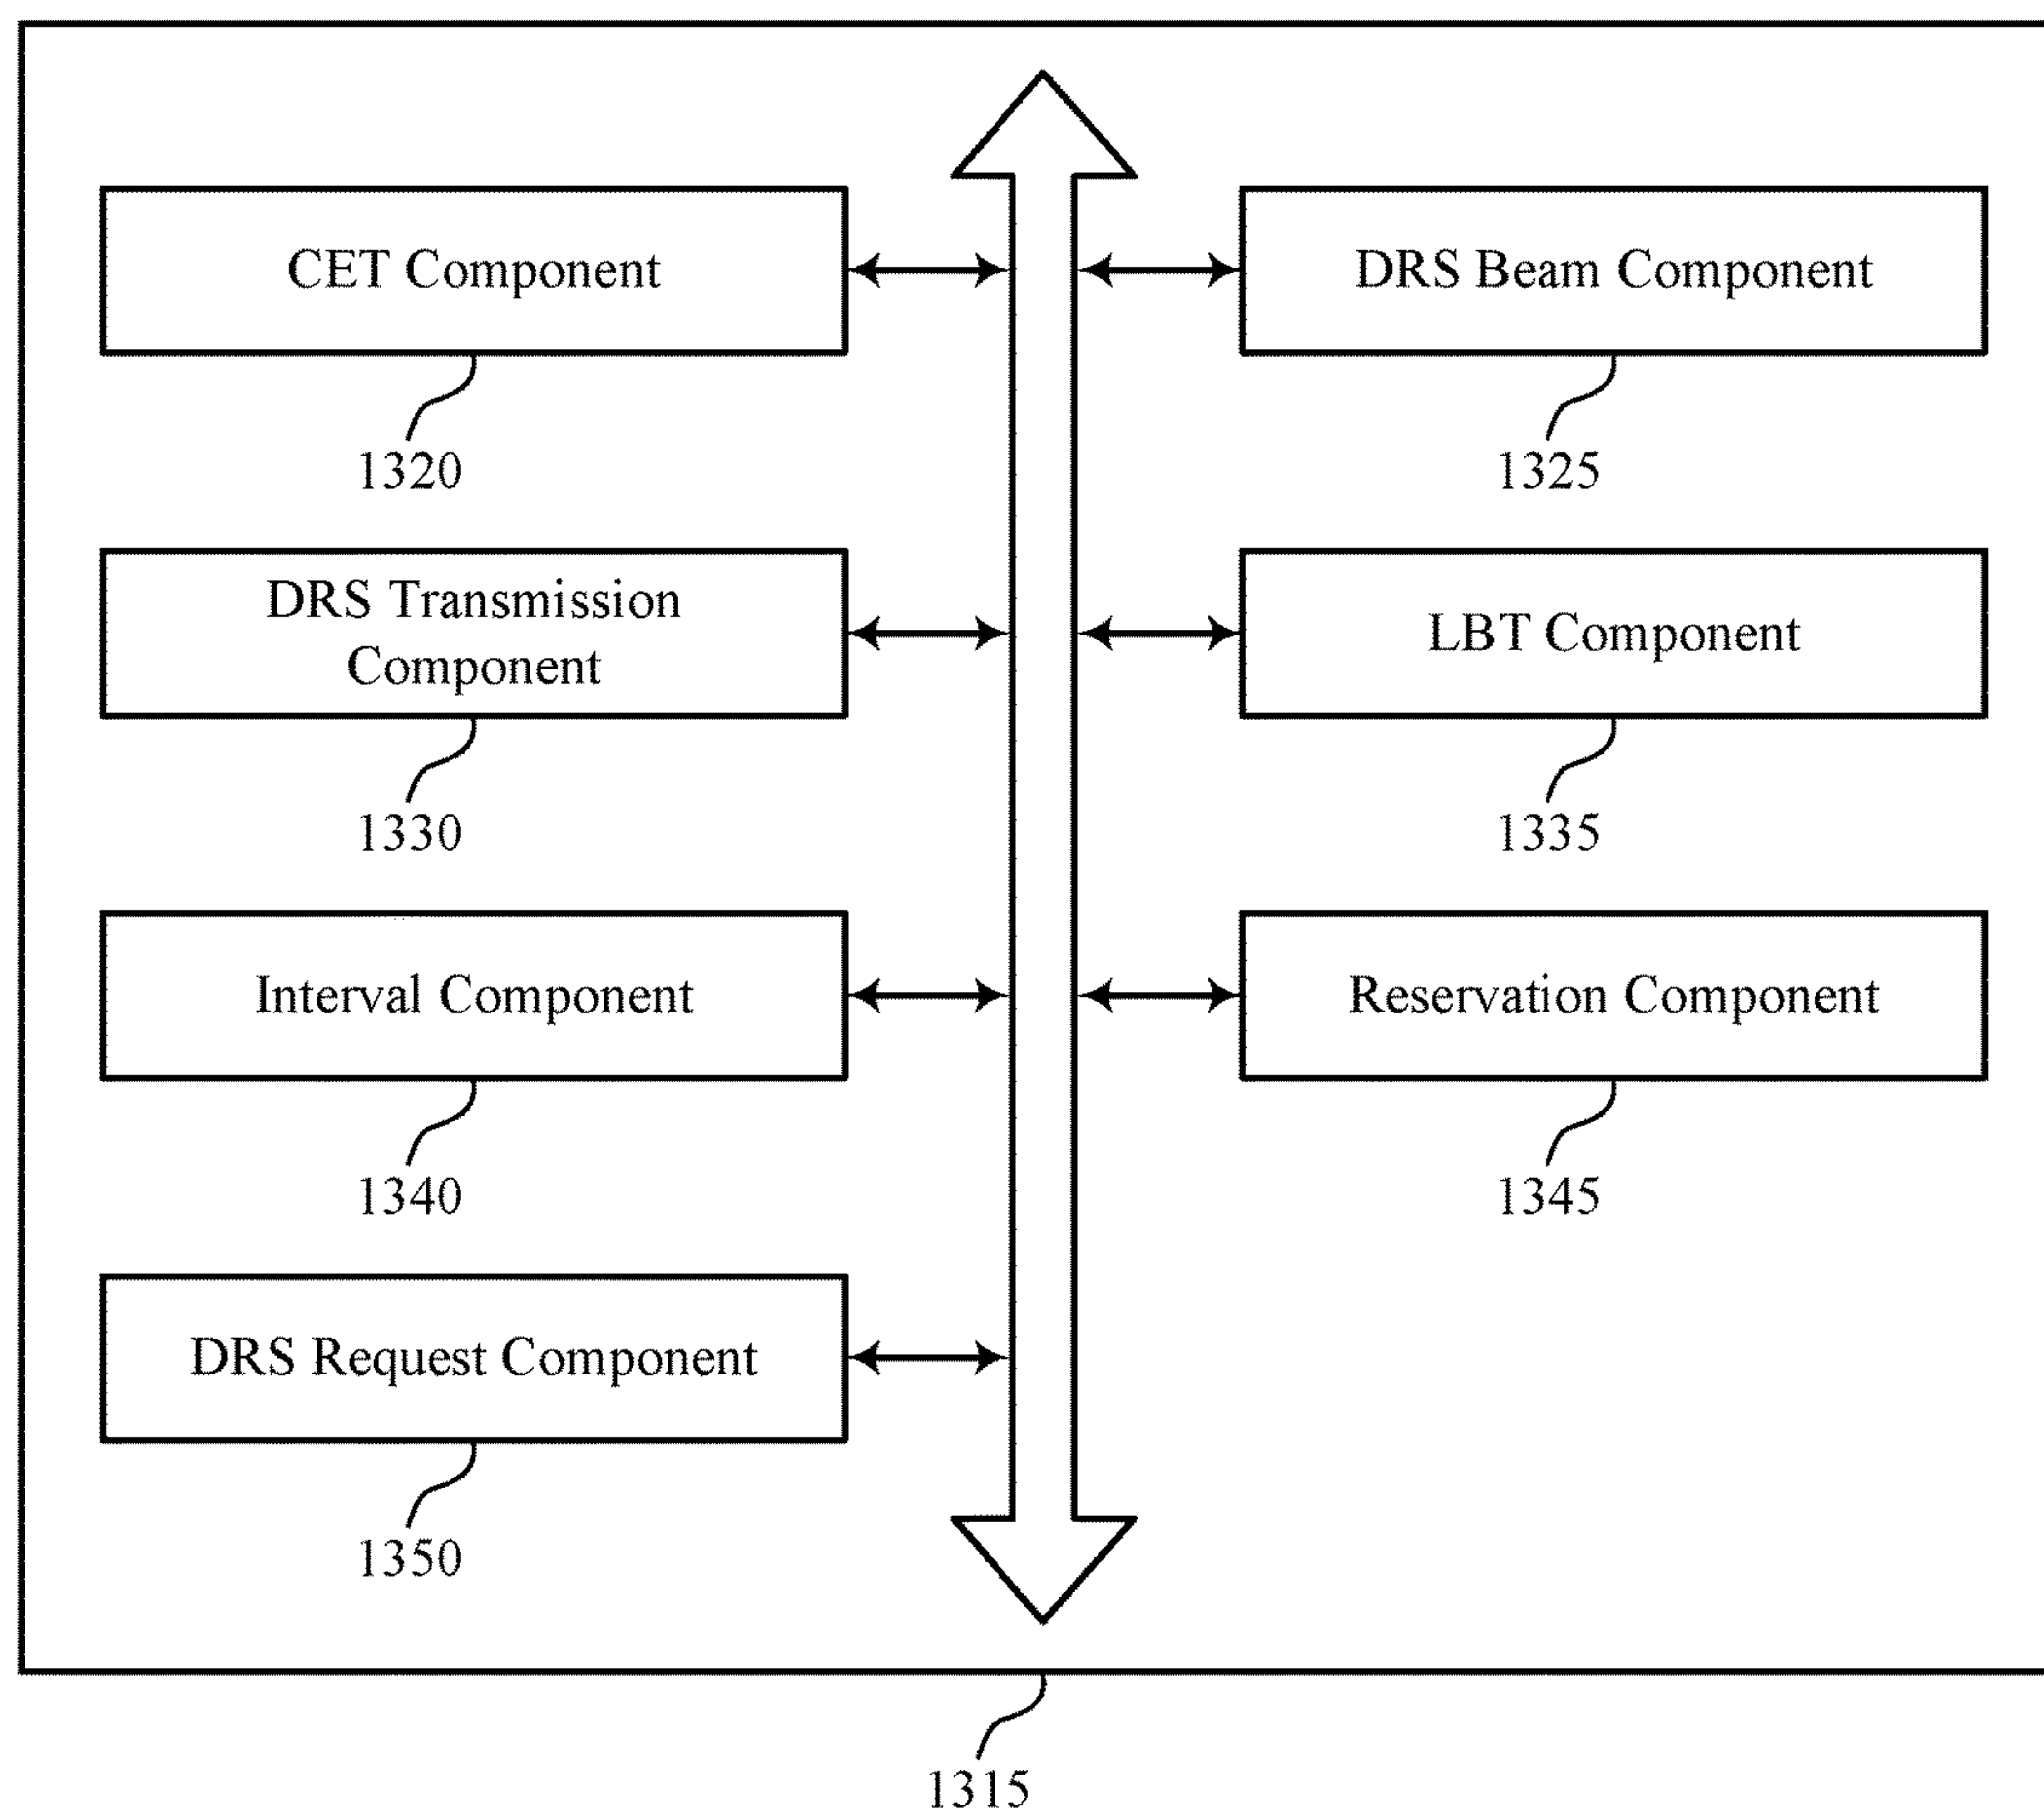 CET Component
1320
DRS Beam Component
1325
DRS Transmission
Component
1330
LBT Component
1335
Interval Component
1340
Reservation Component
1345
DRS Request Component
1350
1315